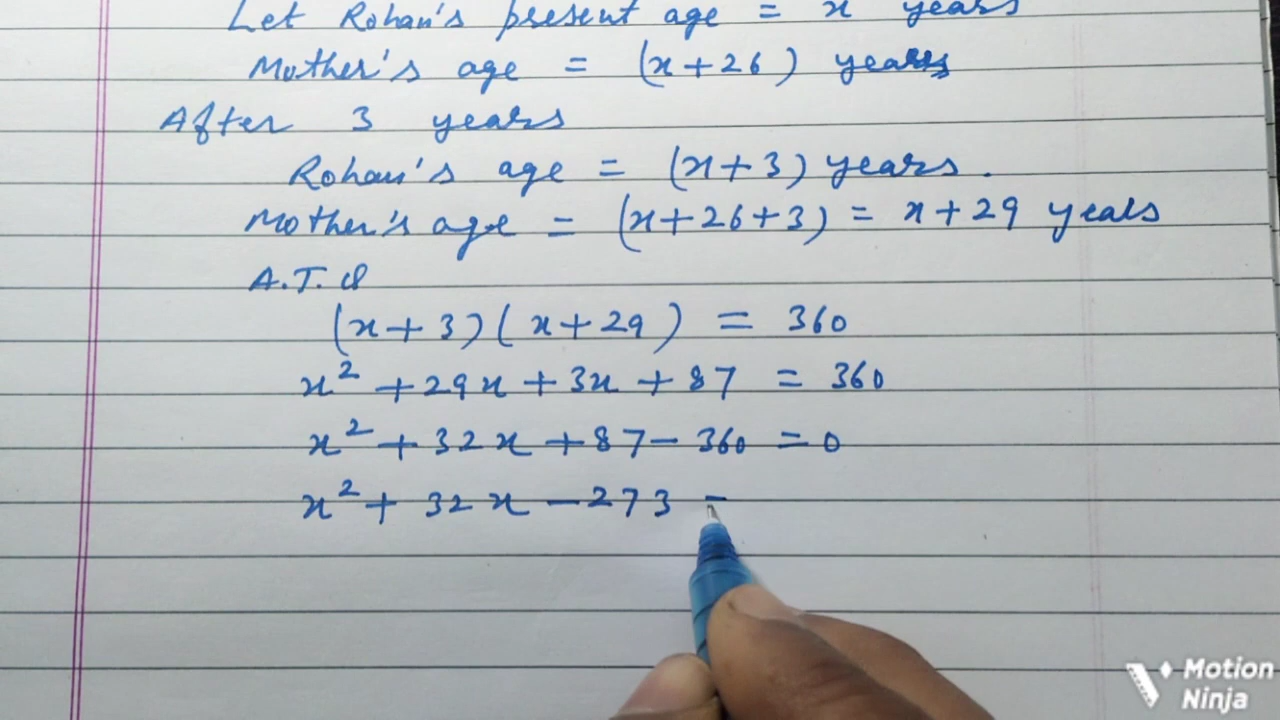 Let Rohan's present age = x years
Mother's age = (x+26) years
After 3 years
Rohan's age = (x+3) years.
Mother's age = (x+26+3) = x+29 years
A.T.Q
(x+3)(x+29) = 360
x² + 29x + 3x + 87 = 360
x² + 32x + 87 - 360 = 0
x² + 32x - 273 =
Motion
Ninja